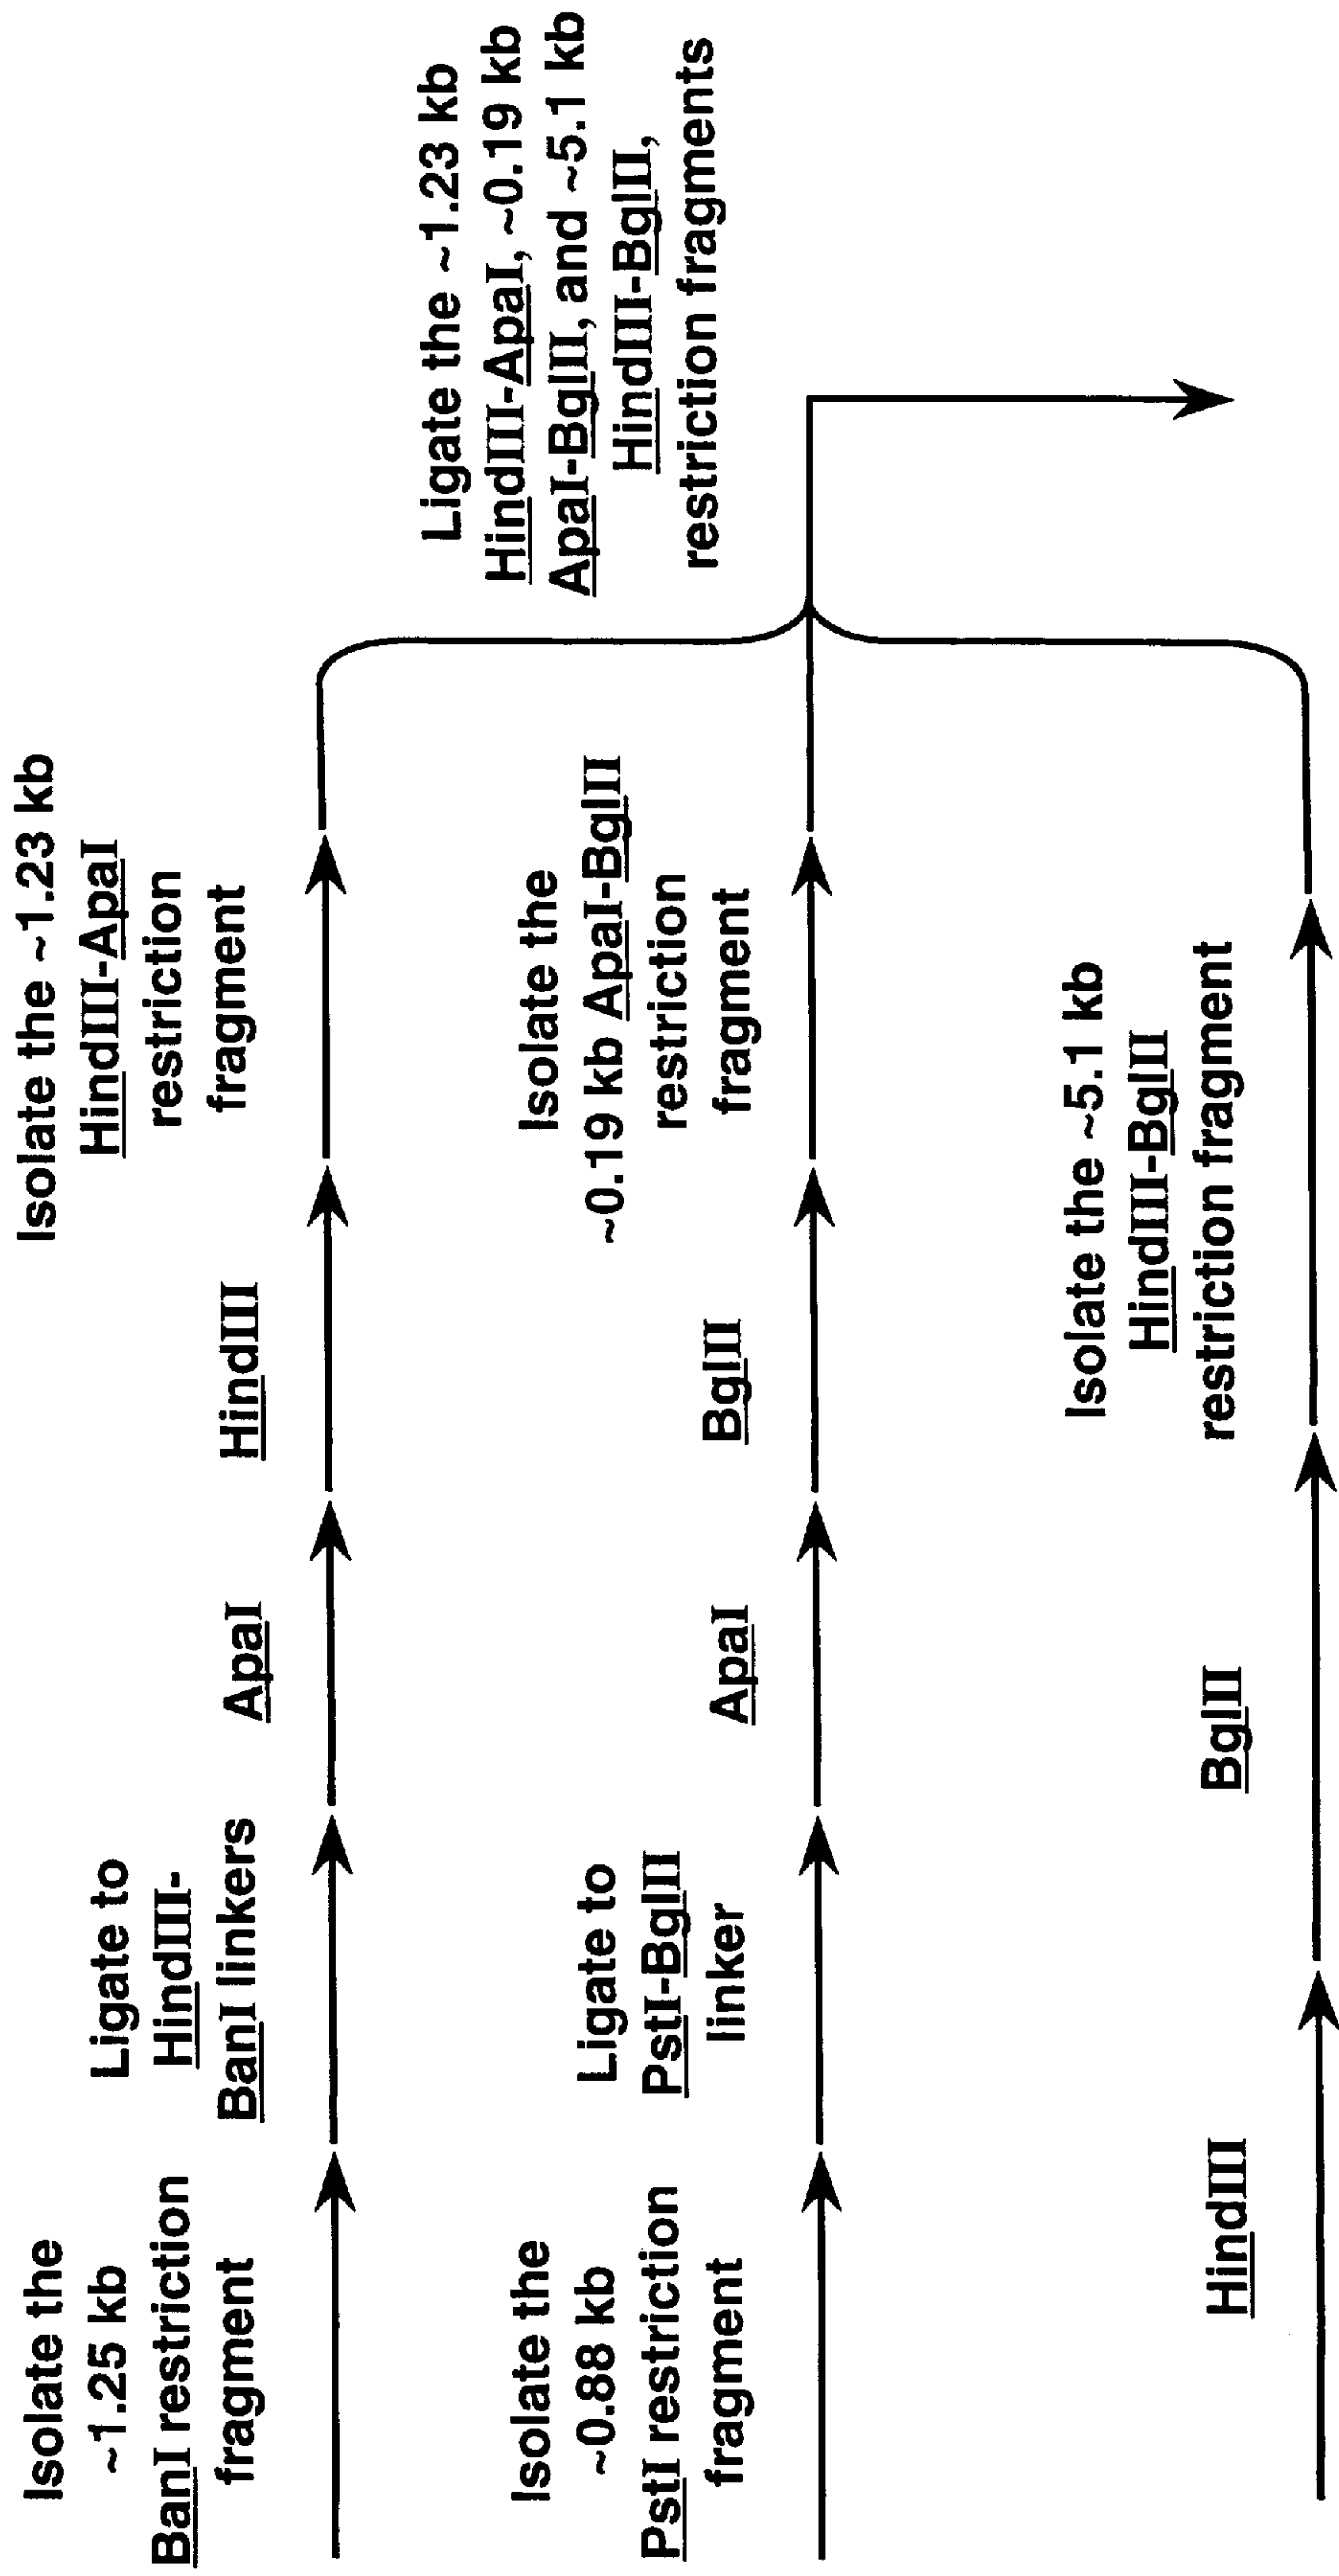 Isolate the
~1.25 kb
BanI restriction
fragment
Ligate to
HindIII-
BanI linkers
ApaI
HindIII
Isolate the ~1.23 kb
HindIII-ApaI
restriction
fragment
Isolate the
~0.88 kb
PstI restriction
fragment
Ligate to
PstI-BglII
linker
ApaI
BglII
Isolate the
~0.19 kb ApaI-BglII
restriction
fragment
HindIII
BglII
Isolate the ~5.1 kb
HindIII-BglII
restriction fragment
Ligate the ~1.23 kb
HindIII-ApaI, ~0.19 kb
ApaI-BglII, and ~5.1 kb
HindIII-BglII,
restriction fragments